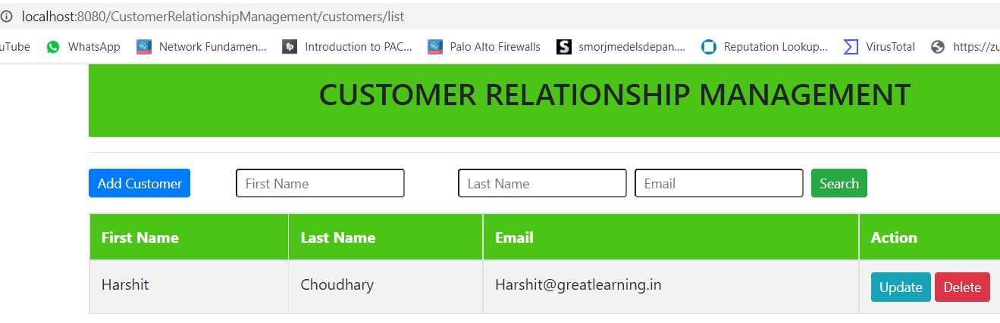 localhost:8080/CustomerRelationshipManagement/customers/list
uTube WhatsApp Network Fundamen... Introduction to PAC... Palo Alto Firewalls smorjmedelsdepan.... Reputation Lookup... VirusTotal https://zu
CUSTOMER RELATIONSHIP MANAGEMENT
Add Customer First Name Last Name Email Search
First Name Last Name Email Action
Harshit Choudhary Harshit@greatlearning.in Update Delete